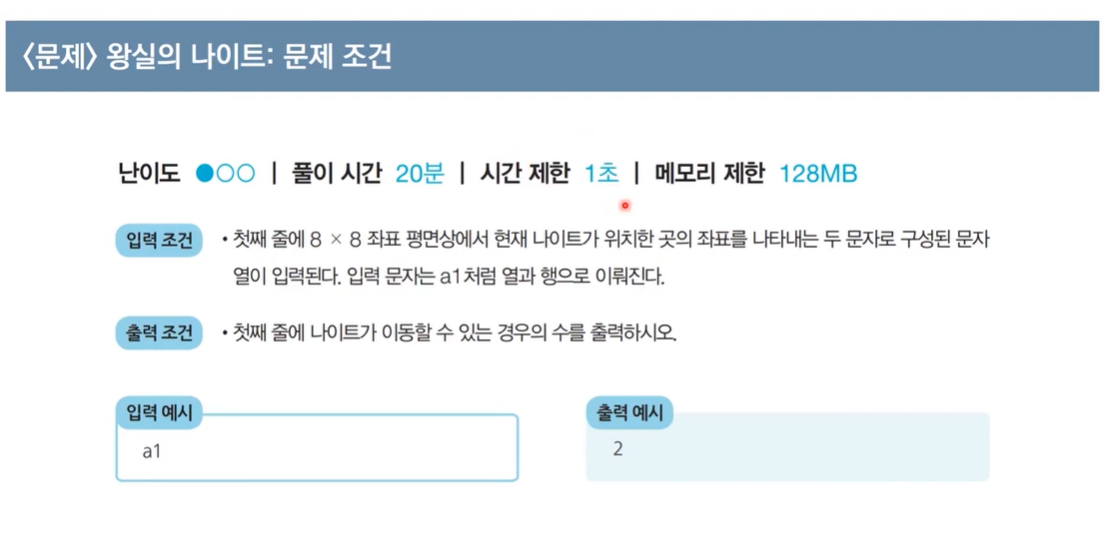 〈문제〉 왕실의 나이트: 문제 조건
난이도 ●○○ | 풀이 시간 20분 | 시간 제한 1초 | 메모리 제한 128MB
입력 조건 • 첫째 줄에 8 × 8 좌표 평면상에서 현재 나이트가 위치한 곳의 좌표를 나타내는 두 문자로 구성된 문자
열이 입력된다. 입력 문자는 a1처럼 열과 행으로 이뤄진다.
출력 조건 • 첫째 줄에 나이트가 이동할 수 있는 경우의 수를 출력하시오.
입력 예시
a1
출력 예시
2